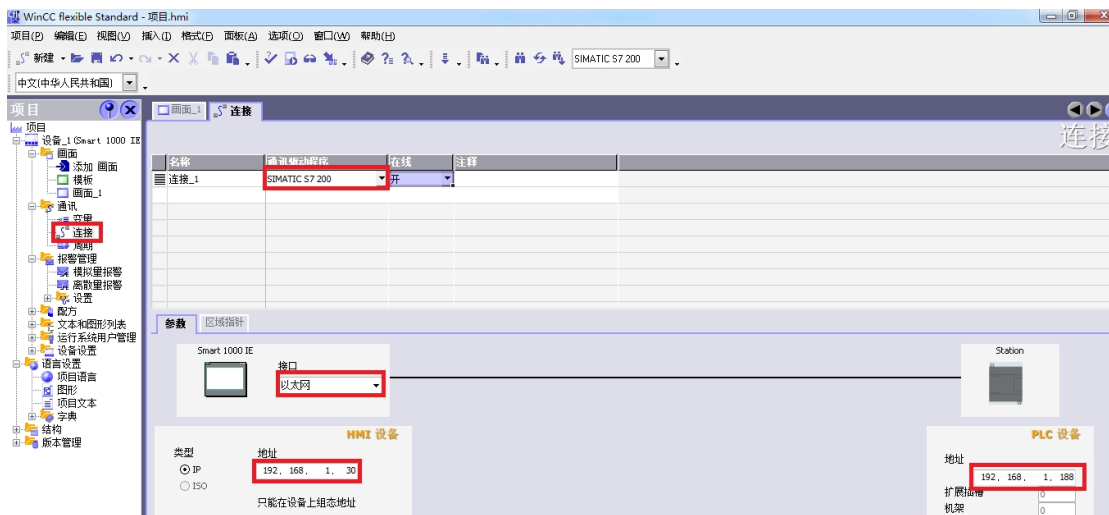 WinCC flexible Standard - 项目.hmi
项目(P) 编辑(E) 视图(V) 插入(I) 格式(F) 面板(A) 选项(O) 窗口(W) 帮助(H)
新建 SIMATIC S7 200
中文(中华人民共和国)
项目
画面_1 连接
连接
项目
设备_1(Smart 1000 IE
画面
添加 画面
模板
画面_1
通讯
变量
连接
周期
报警管理
模拟量报警
离散量报警
设置
配方
文本和图形列表
运行系统用户管理
设备设置
语言设置
项目语言
图形
项目文本
字典
结构
版本管理
名称 通讯驱动程序 在线 注释
连接_1 SIMATIC S7 200 开
参数 区域指针
Smart 1000 IE Station
接口
以太网
HMI 设备 PLC 设备
类型 地址
IP 192. 168. 1. 30
ISO
只能在设备上组态地址
地址
192. 168. 1. 188
扩展插槽 0
机架 0